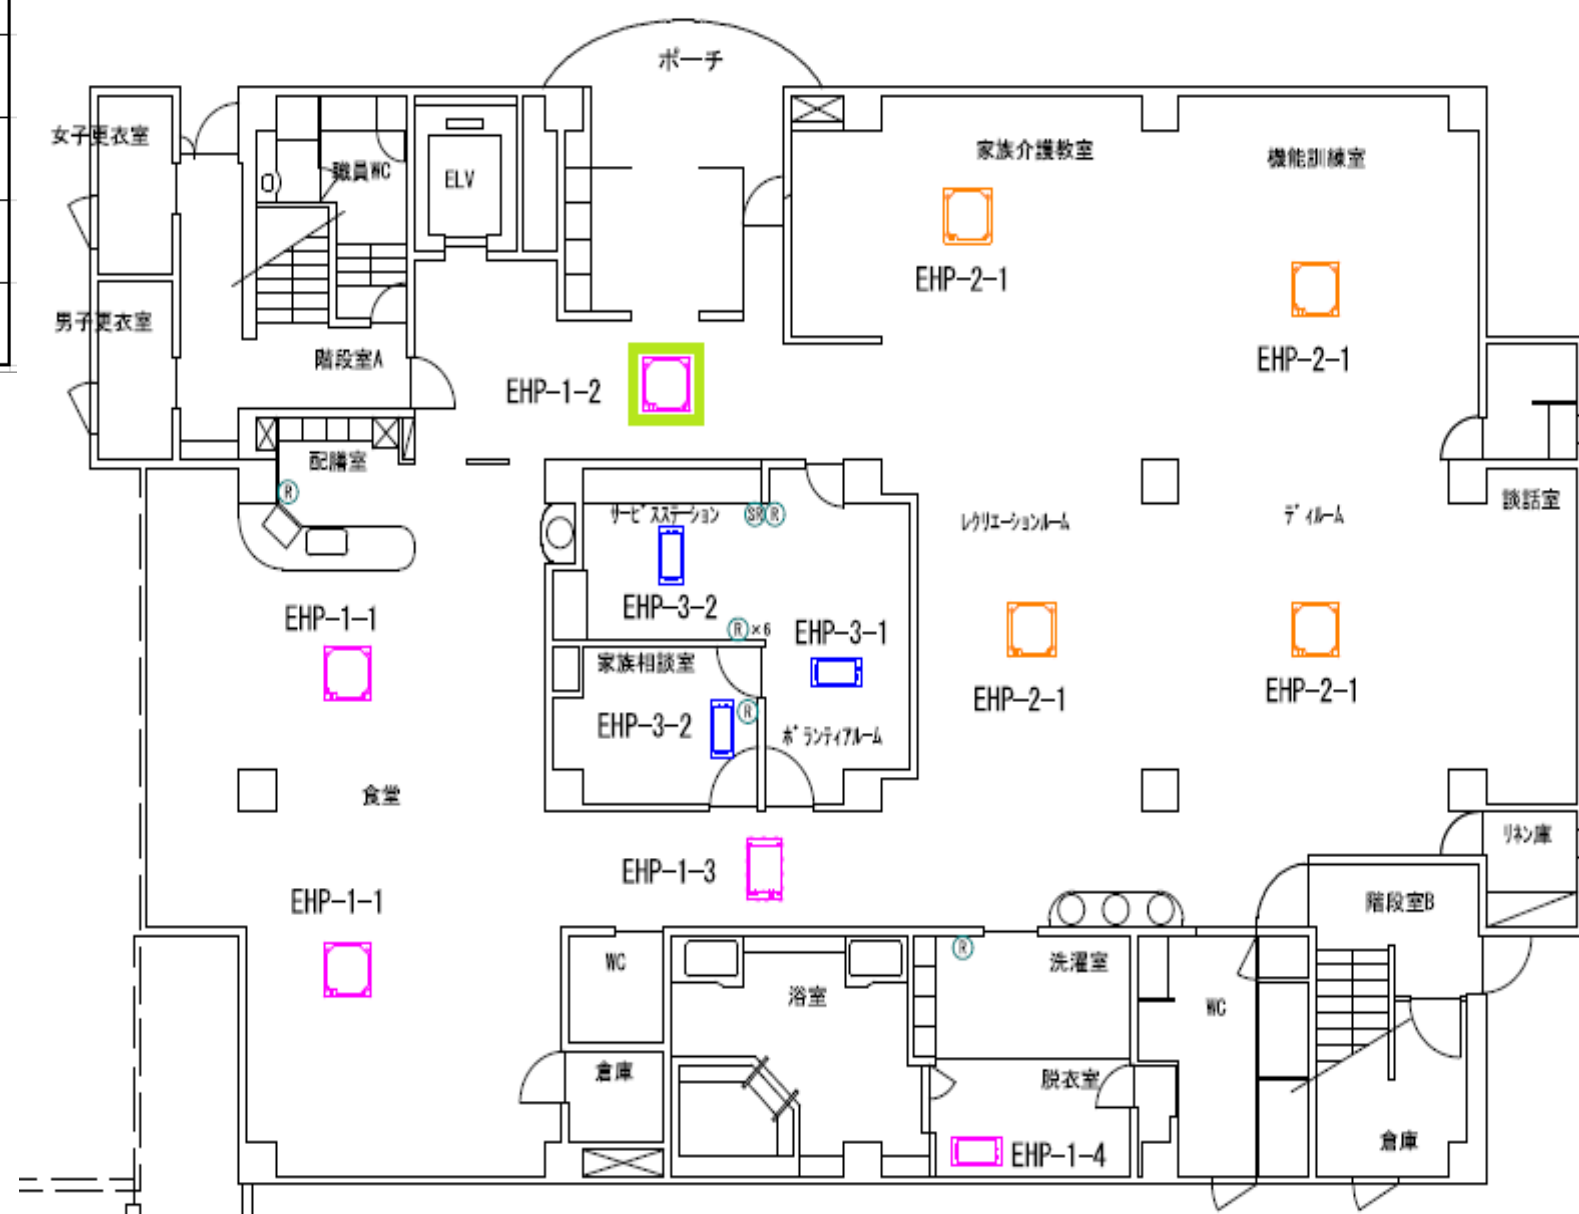 ポーチ
女子更衣室
職員WC
ELV
家族介護教室
機能訓練室
EHP-2-1
男子更衣室
階段室A
EHP-1-2
EHP-2-1
配膳室
R
サービスステーション
SR
R
レクリエーションルーム
ディルーム
談話室
EHP-1-1
EHP-3-2
R×6
EHP-3-1
家族相談室
EHP-3-2
R
ボランティアルーム
EHP-2-1
EHP-2-1
食堂
EHP-1-3
リネン庫
EHP-1-1
階段室B
WC
浴室
R
洗濯室
WC
倉庫
脱衣室
EHP-1-4
倉庫